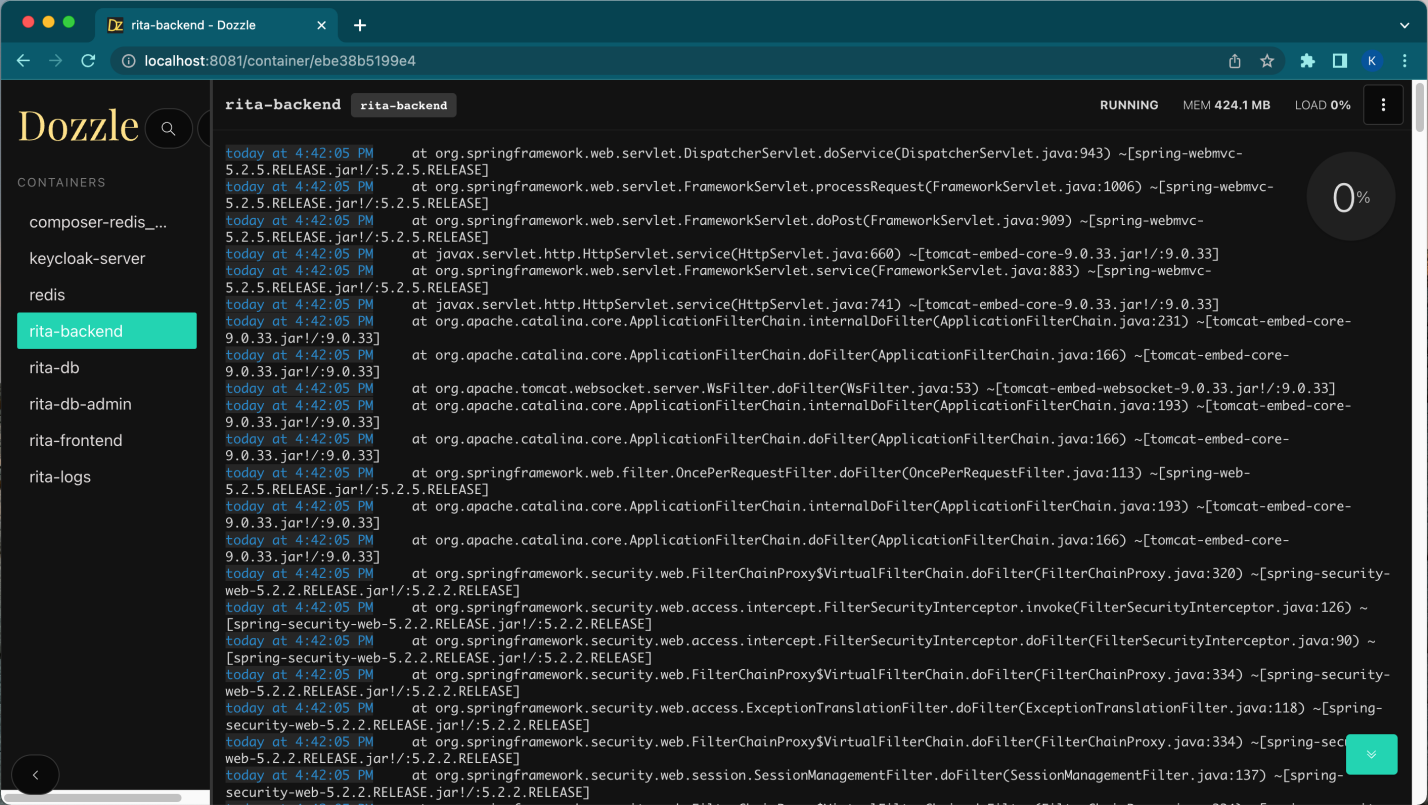 rita-backend - Dozzle
localhost:8081/container/ebe38b5199e4
K
Dozzle
CONTAINERS
composer-redis_...
keycloak-server
redis
rita-backend
rita-db
rita-db-admin
rita-frontend
rita-logs
rita-backend rita-backend
RUNNING MEM 424.1 MB LOAD 0%
0%
today at 4:42:05 PM at org.springframework.web.servlet.DispatcherServlet.doService(DispatcherServlet.java:943) ~[spring-webmvc-
5.2.5.RELEASE.jar!/:5.2.5.RELEASE]
today at 4:42:05 PM at org.springframework.web.servlet.FrameworkServlet.processRequest(FrameworkServlet.java:1006) ~[spring-webmvc-
5.2.5.RELEASE.jar!/:5.2.5.RELEASE]
today at 4:42:05 PM at org.springframework.web.servlet.FrameworkServlet.doPost(FrameworkServlet.java:909) ~[spring-webmvc-
5.2.5.RELEASE.jar!/:5.2.5.RELEASE]
today at 4:42:05 PM at javax.servlet.http.HttpServlet.service(HttpServlet.java:660) ~[tomcat-embed-core-9.0.33.jar!/:9.0.33]
today at 4:42:05 PM at org.springframework.web.servlet.FrameworkServlet.service(FrameworkServlet.java:883) ~[spring-webmvc-
5.2.5.RELEASE.jar!/:5.2.5.RELEASE]
today at 4:42:05 PM at javax.servlet.http.HttpServlet.service(HttpServlet.java:741) ~[tomcat-embed-core-9.0.33.jar!/:9.0.33]
today at 4:42:05 PM at org.apache.catalina.core.ApplicationFilterChain.internalDoFilter(ApplicationFilterChain.java:231) ~[tomcat-embed-core-
9.0.33.jar!/:9.0.33]
today at 4:42:05 PM at org.apache.catalina.core.ApplicationFilterChain.doFilter(ApplicationFilterChain.java:166) ~[tomcat-embed-core-
9.0.33.jar!/:9.0.33]
today at 4:42:05 PM at org.apache.tomcat.websocket.server.WsFilter.doFilter(WsFilter.java:53) ~[tomcat-embed-websocket-9.0.33.jar!/:9.0.33]
today at 4:42:05 PM at org.apache.catalina.core.ApplicationFilterChain.internalDoFilter(ApplicationFilterChain.java:193) ~[tomcat-embed-core-
9.0.33.jar!/:9.0.33]
today at 4:42:05 PM at org.apache.catalina.core.ApplicationFilterChain.doFilter(ApplicationFilterChain.java:166) ~[tomcat-embed-core-
9.0.33.jar!/:9.0.33]
today at 4:42:05 PM at org.springframework.web.filter.OncePerRequestFilter.doFilter(OncePerRequestFilter.java:113) ~[spring-web-
5.2.5.RELEASE.jar!/:5.2.5.RELEASE]
today at 4:42:05 PM at org.apache.catalina.core.ApplicationFilterChain.internalDoFilter(ApplicationFilterChain.java:193) ~[tomcat-embed-core-
9.0.33.jar!/:9.0.33]
today at 4:42:05 PM at org.apache.catalina.core.ApplicationFilterChain.doFilter(ApplicationFilterChain.java:166) ~[tomcat-embed-core-
9.0.33.jar!/:9.0.33]
today at 4:42:05 PM at org.springframework.security.web.FilterChainProxy$VirtualFilterChain.doFilter(FilterChainProxy.java:320) ~[spring-security-
web-5.2.2.RELEASE.jar!/:5.2.2.RELEASE]
today at 4:42:05 PM at org.springframework.security.web.access.intercept.FilterSecurityInterceptor.invoke(FilterSecurityInterceptor.java:126) ~
[spring-security-web-5.2.2.RELEASE.jar!/:5.2.2.RELEASE]
today at 4:42:05 PM at org.springframework.security.web.access.intercept.FilterSecurityInterceptor.doFilter(FilterSecurityInterceptor.java:90) ~
[spring-security-web-5.2.2.RELEASE.jar!/:5.2.2.RELEASE]
today at 4:42:05 PM at org.springframework.security.web.FilterChainProxy$VirtualFilterChain.doFilter(FilterChainProxy.java:334) ~[spring-security-
web-5.2.2.RELEASE.jar!/:5.2.2.RELEASE]
today at 4:42:05 PM at org.springframework.security.web.access.ExceptionTranslationFilter.doFilter(ExceptionTranslationFilter.java:118) ~[spring-
security-web-5.2.2.RELEASE.jar!/:5.2.2.RELEASE]
today at 4:42:05 PM at org.springframework.security.web.FilterChainProxy$VirtualFilterChain.doFilter(FilterChainProxy.java:334) ~[spring-sec
web-5.2.2.RELEASE.jar!/:5.2.2.RELEASE]
today at 4:42:05 PM at org.springframework.security.web.session.SessionManagementFilter.doFilter(SessionManagementFilter.java:137) ~[spring-
security-web-5.2.2.RELEASE.jar!/:5.2.2.RELEASE]